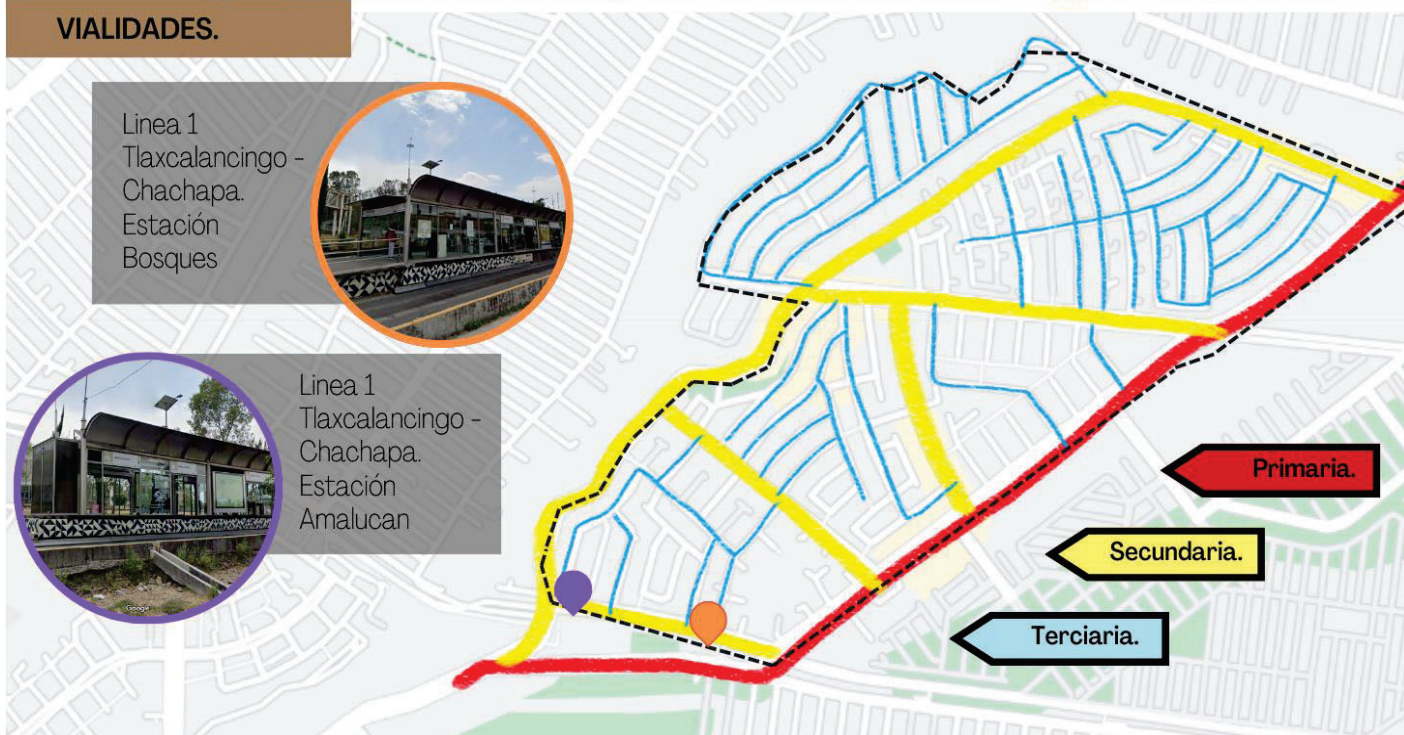 VIALIDADES.
Linea 1
Tlaxcalancingo -
Chachapa.
Estación
Bosques
Linea 1
Tlaxcalancingo -
Chachapa.
Estación
Amalucan
Google
Primaria.
Secundaria.
Terciaria.